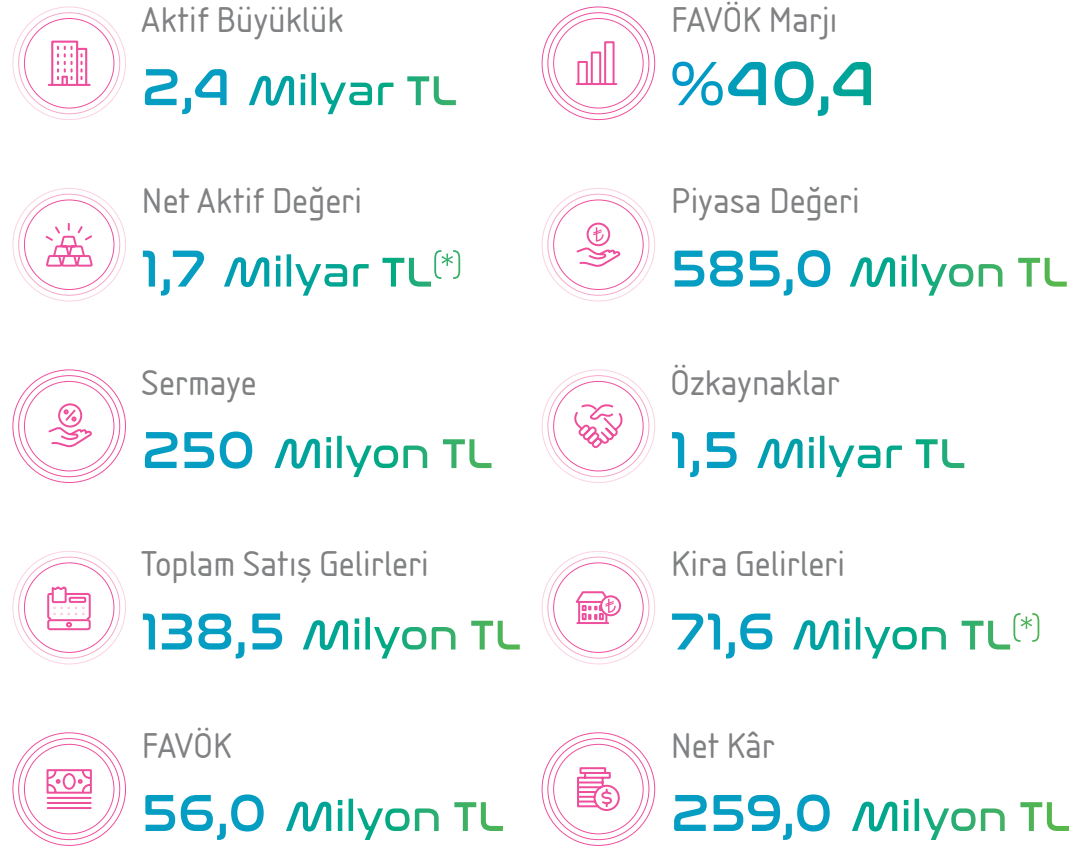 Aktif Büyüklük
2,4 Milyar TL
FAVÖK Marjı
%40,4
Net Aktif Değeri
1,7 Milyar TL(*)
Piyasa Değeri
585,0 Milyon TL
Sermaye
250 Milyon TL
Özkaynaklar
1,5 Milyar TL
Toplam Satış Gelirleri
138,5 Milyon TL
Kira Gelirleri
71,6 Milyon TL(*)
FAVÖK
56,0 Milyon TL
Net Kâr
259,0 Milyon TL